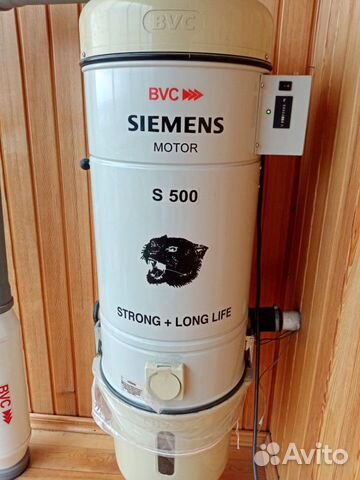 BVC
BVC
SIEMENS
MOTOR
S 500
STRONG + LONG LIFE
BVC
Avito